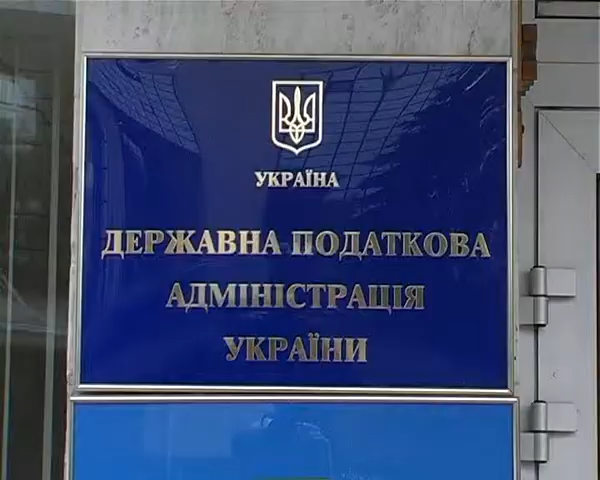 УКРАЇНА
ДЕРЖАВНА ПОДАТКОВА
АДМІНІСТРАЦІЯ
УКРАЇНИ